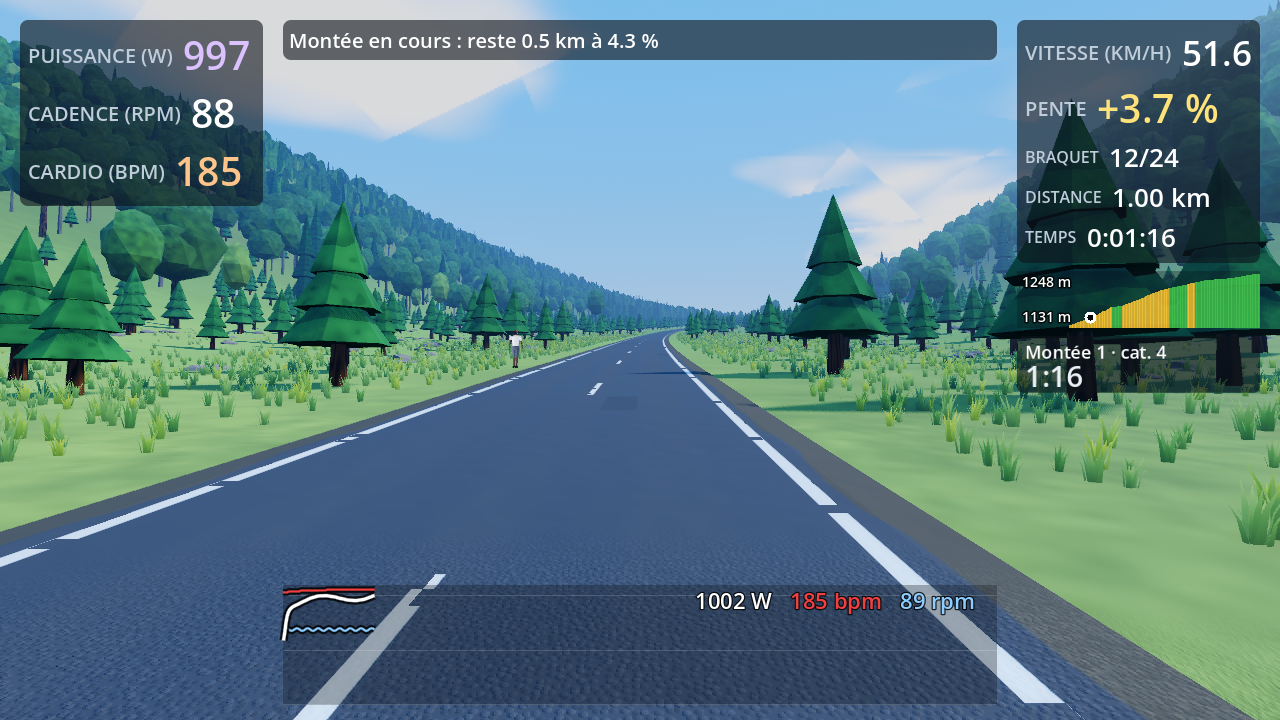 PUISSANCE (W) 997
CADENCE (RPM) 88
CARDIO (BPM) 185
Montée en cours : reste 0.5 km à 4.3 %
VITESSE (KM/H) 51.6
PENTE +3.7 %
BRAQUET 12/24
DISTANCE 1.00 km
TEMPS 0:01:16
1248 m
1131 m
Montée 1 · cat. 4
1:16
1002 W 185 bpm 89 rpm